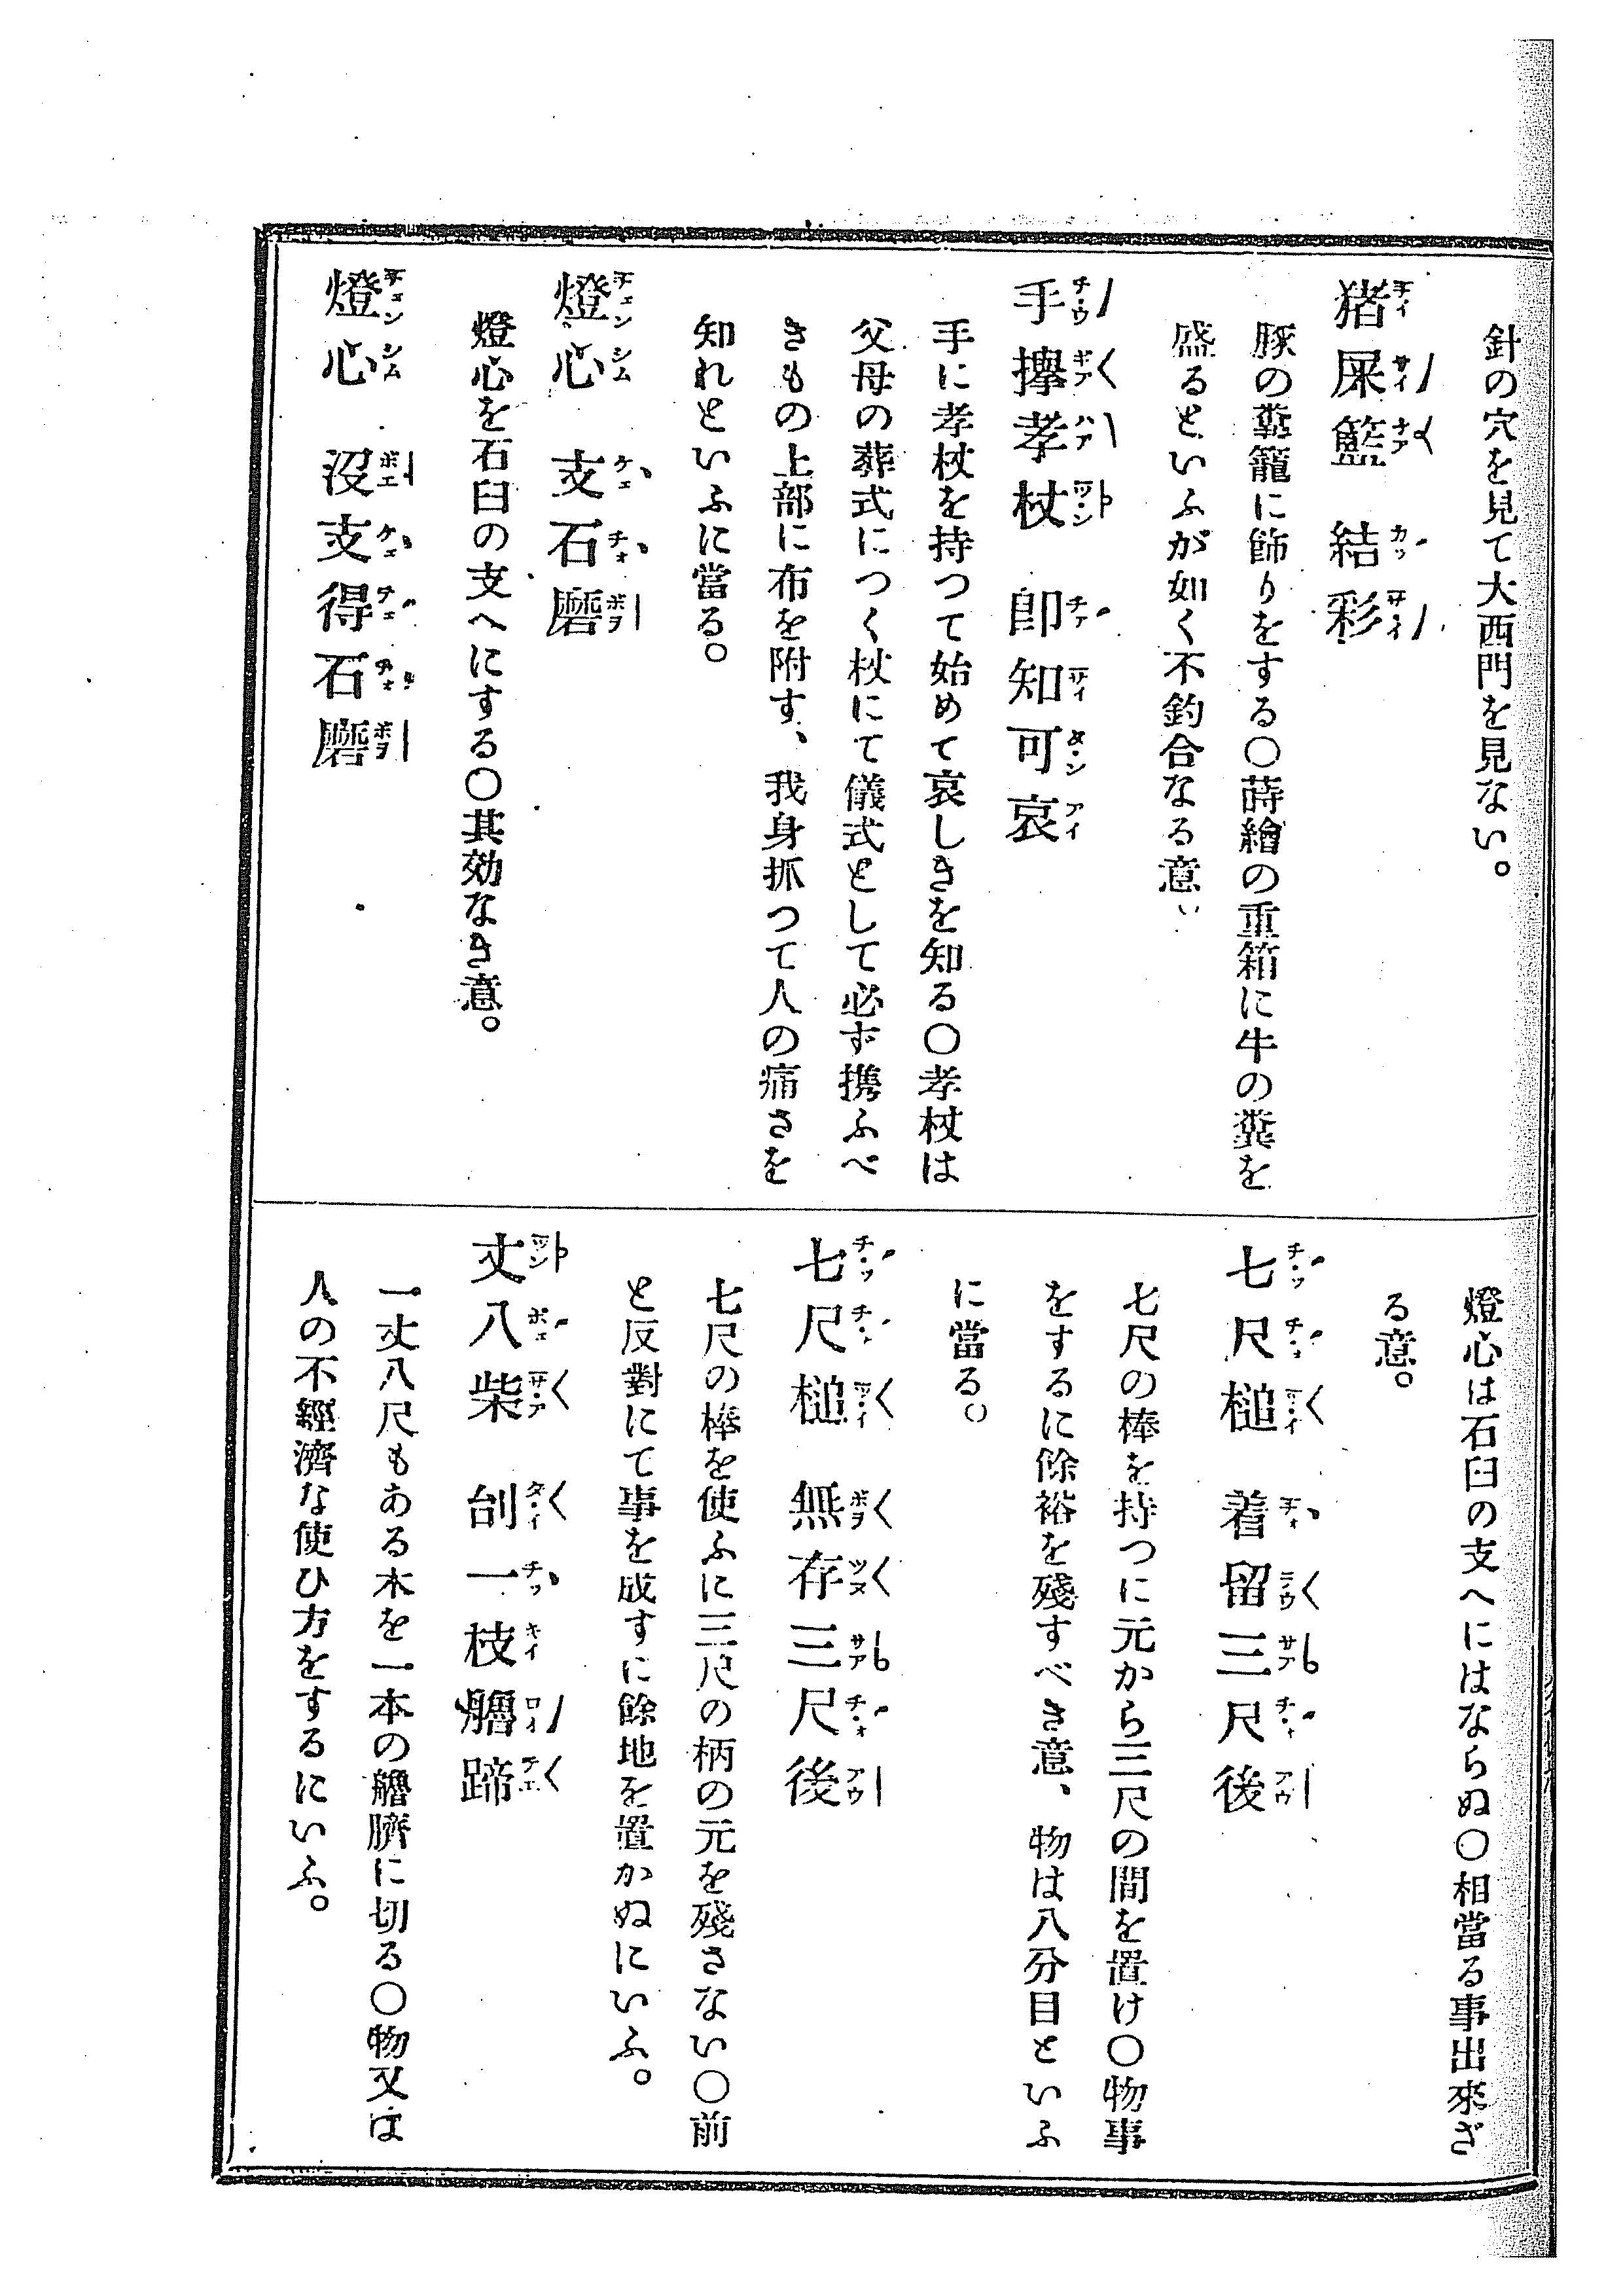 針の穴を見て大西門を見ない。
猪屎籃 結彩
豚の糞籠に飾りをする〇蒔繪の重箱に牛の糞を
盛るといふが如く不釣合なる意
手攑孝杖 卽知可哀
手に孝杖を持つて始めて哀しきを知る〇孝杖は
父母の葬式につく杖にて儀式として必ず携ふべ
きもの上部に布を附す、我身抓つて人の痛さを
知れといふに當る。
燈心 支石磨
燈心を石臼の支へにする〇其効なき意。
燈心 沒支得石磨
燈心は石臼の支へにはならぬ〇相當る事出來ざ
る意。
七尺槌 着留三尺後
七尺の棒を持つに元から三尺の間を置け〇物事
をするに餘裕を殘すべき意、物は八分目といふ
に當る。
七尺槌 無存三尺後
七尺の棒を使ふに三尺の柄の元を殘さない〇前
と反對にて事を成すに餘地を置かぬにいふ。
丈八柴 刣一枝艪蹄
一丈八尺もある木を一本の艪臍に切る〇物又は
人の不經濟な使ひ方をするにいふ。